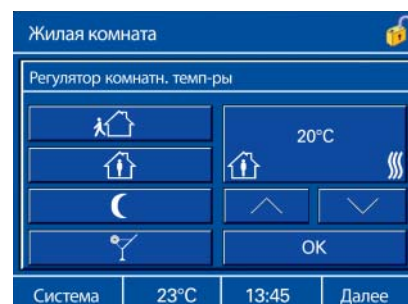 Жилая комната
Регулятор комнатн. темп-ры
20°C
OK
Система 23°C 13:45 Далее